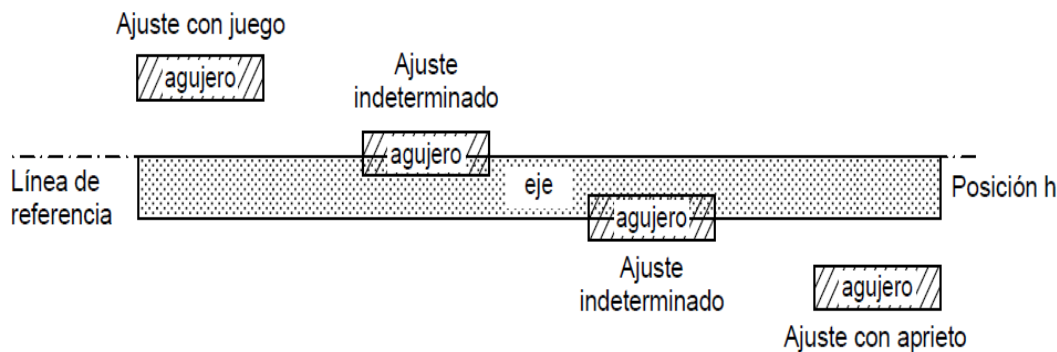 Ajuste con juego
agujero
Ajuste
indeterminado
agujero
Línea de
referencia
eje
Posición h
agujero
Ajuste
indeterminado
agujero
Ajuste con aprieto